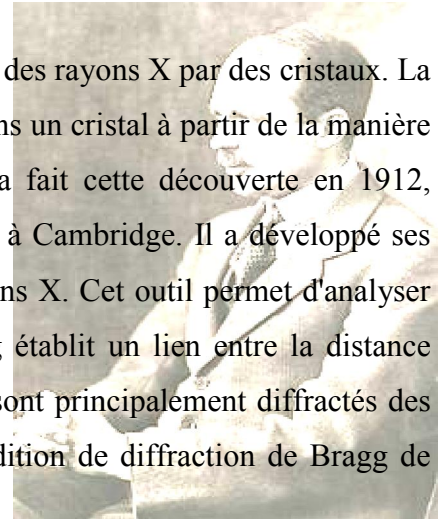 des rayons X par des cristaux. La
ns un cristal à partir de la manière
a fait cette découverte en 1912,
à Cambridge. Il a développé ses
ns X. Cet outil permet d'analyser
établit un lien entre la distance
sont principalement diffractés des
dition de diffraction de Bragg de